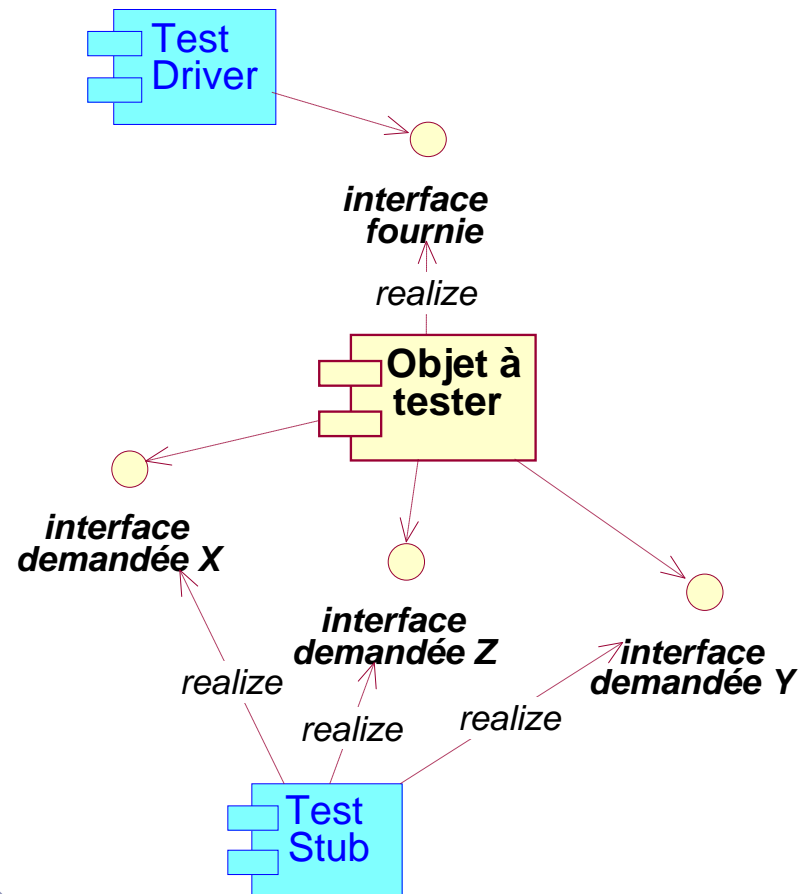 Test
Driver
interface
fournie
realize
Objet à
tester
interface
demandée X
interface
demandée Z
interface
demandée Y
realize
realize
realize
Test
Stub